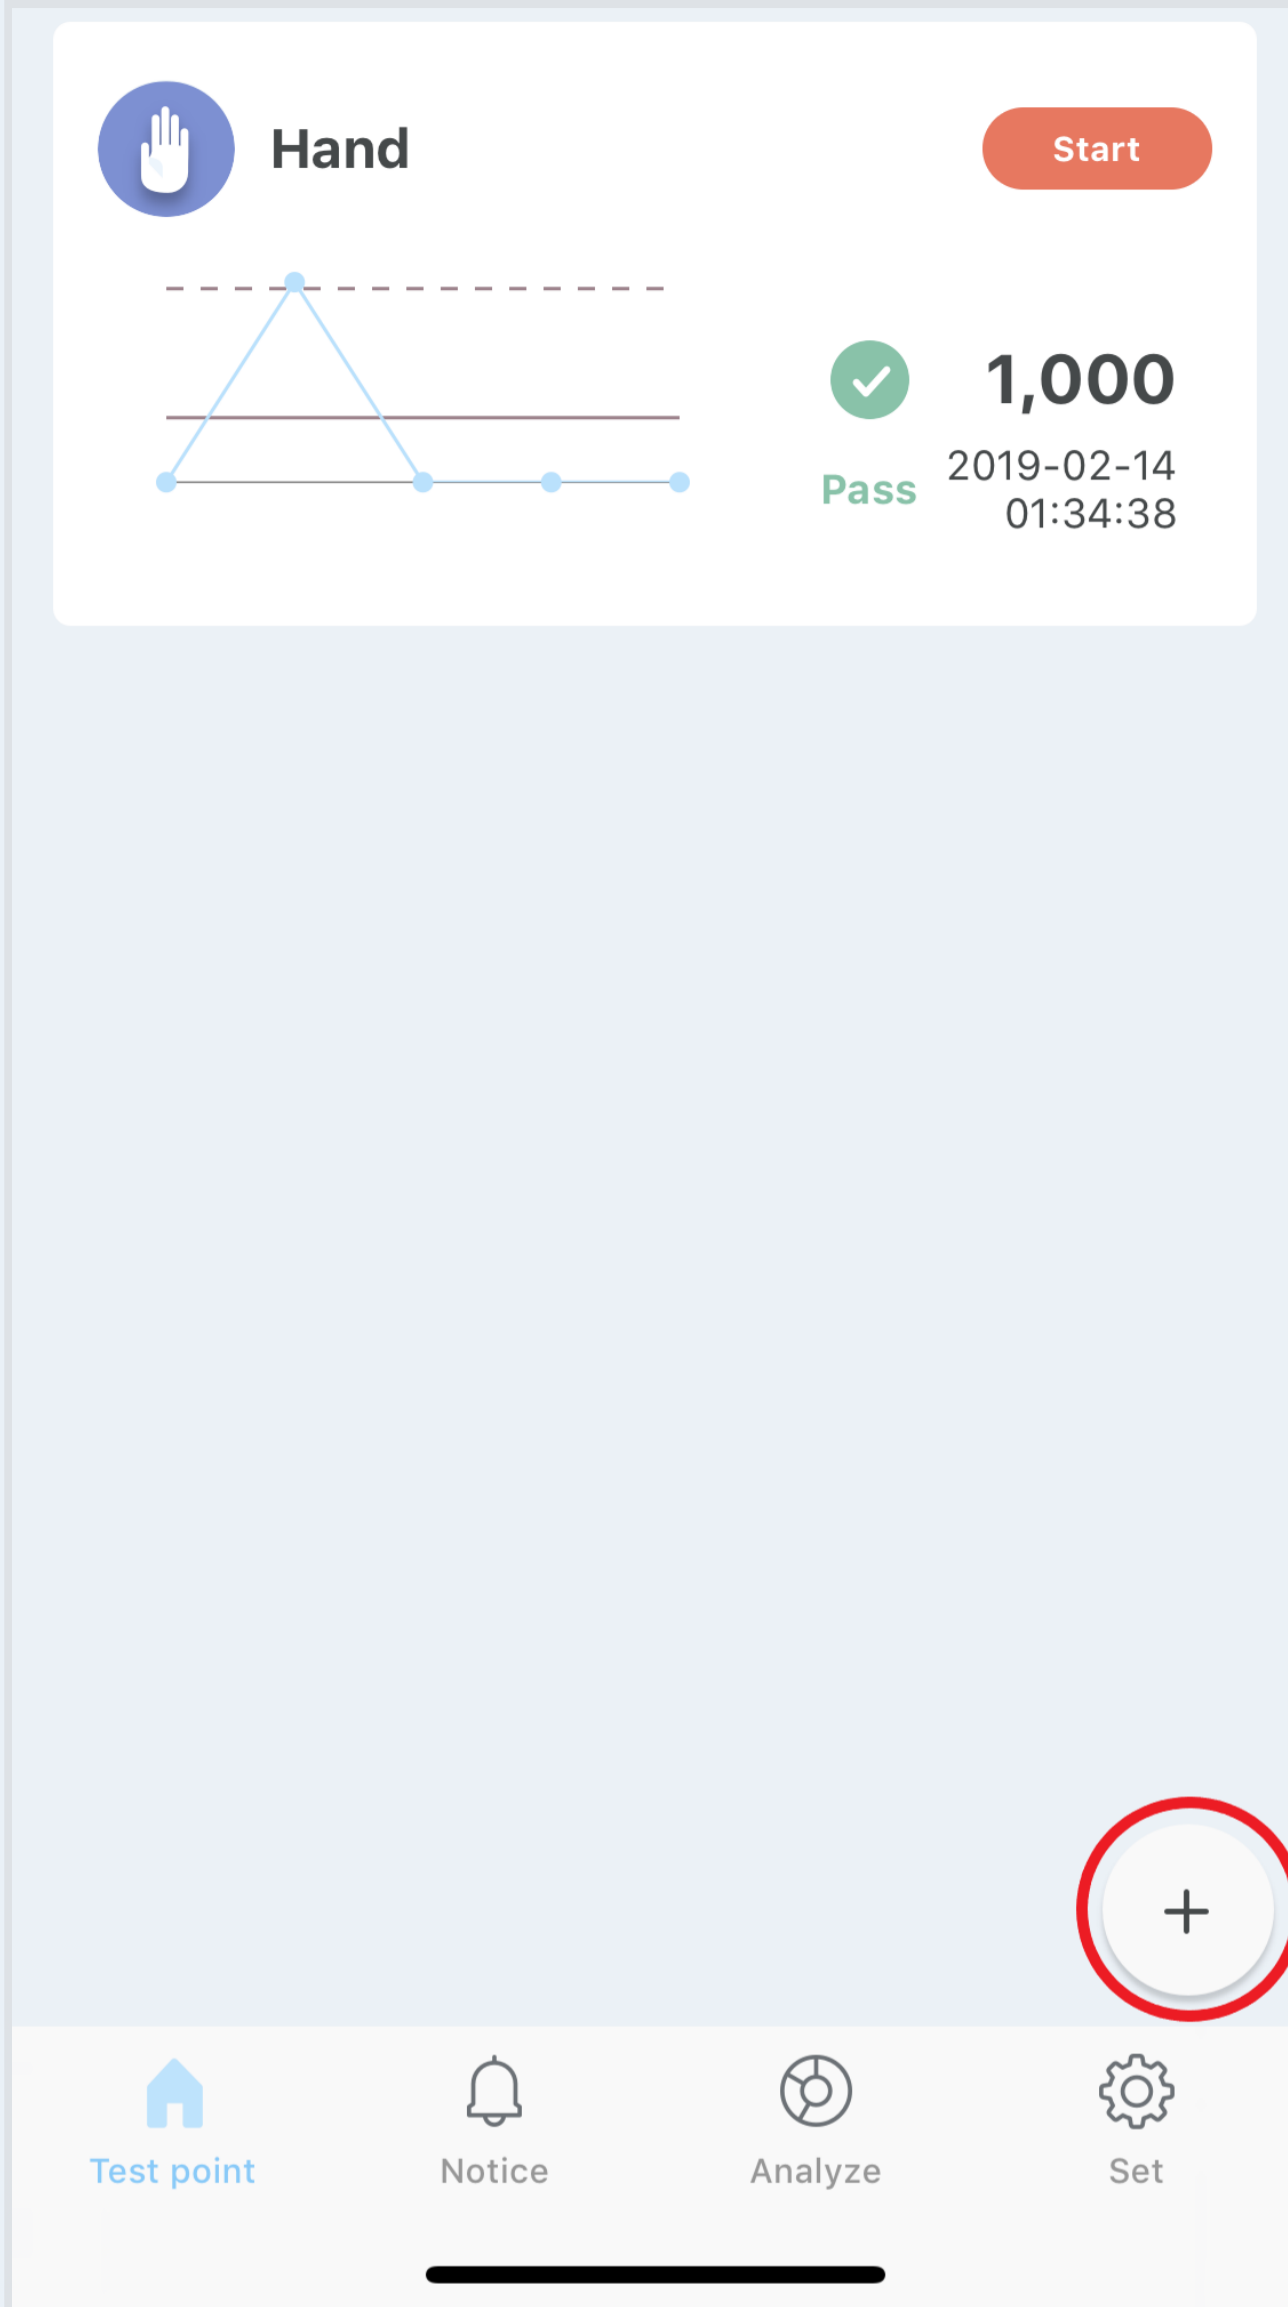 Hand
Start
1,000
Pass
2019-02-14
01:34:38
Test point
Notice
Analyze
Set